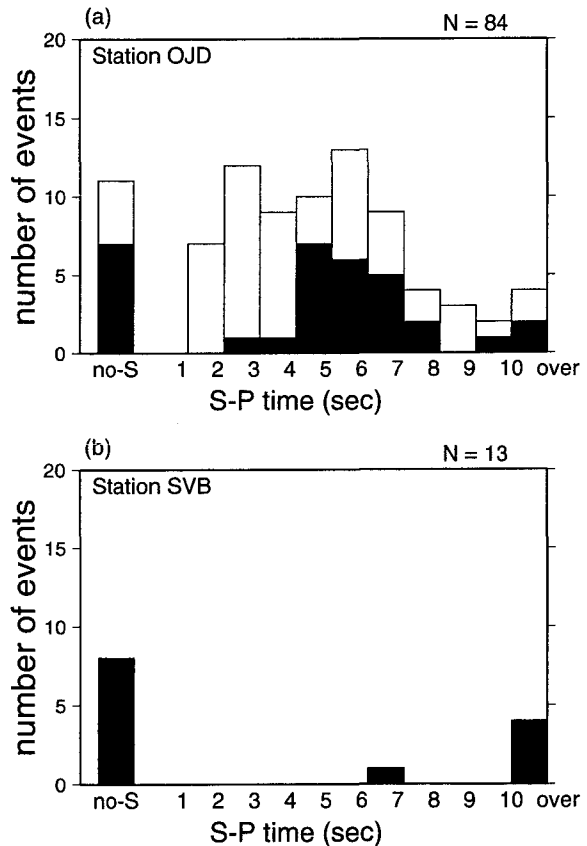 (a)
N = 84
Station OJD
20
15
10
5
0
number of events
no-S 1 2 3 4 5 6 7 8 9 10 over
S-P time (sec)
(b)
N = 13
Station SVB
20
15
10
5
0
number of events
no-S 1 2 3 4 5 6 7 8 9 10 over
S-P time (sec)